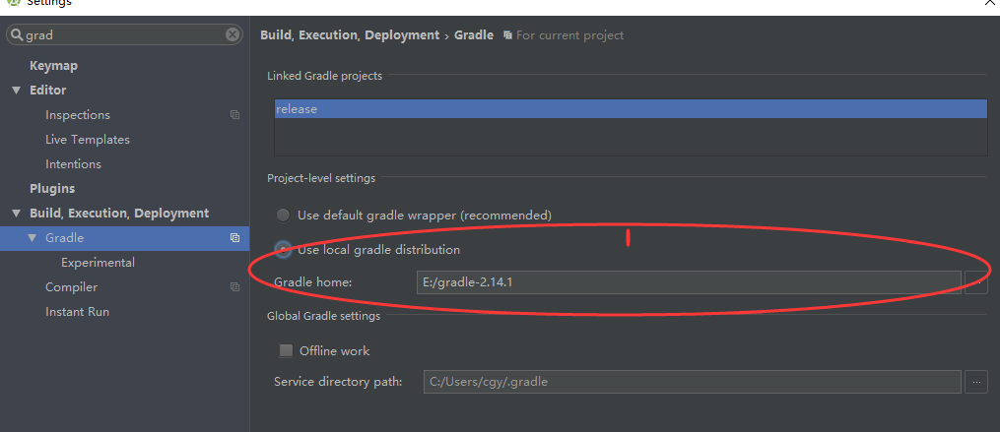 Settings
grad
Keymap
Editor
Inspections
Live Templates
Intentions
Plugins
Build, Execution, Deployment
Gradle
Experimental
Compiler
Instant Run
Build, Execution, Deployment › Gradle For current project
Linked Gradle projects
release
Project-level settings
Use default gradle wrapper (recommended)
Use local gradle distribution
Gradle home: E:/gradle-2.14.1 ...
Global Gradle settings
Offline work
Service directory path: C:/Users/cgy/.gradle ...